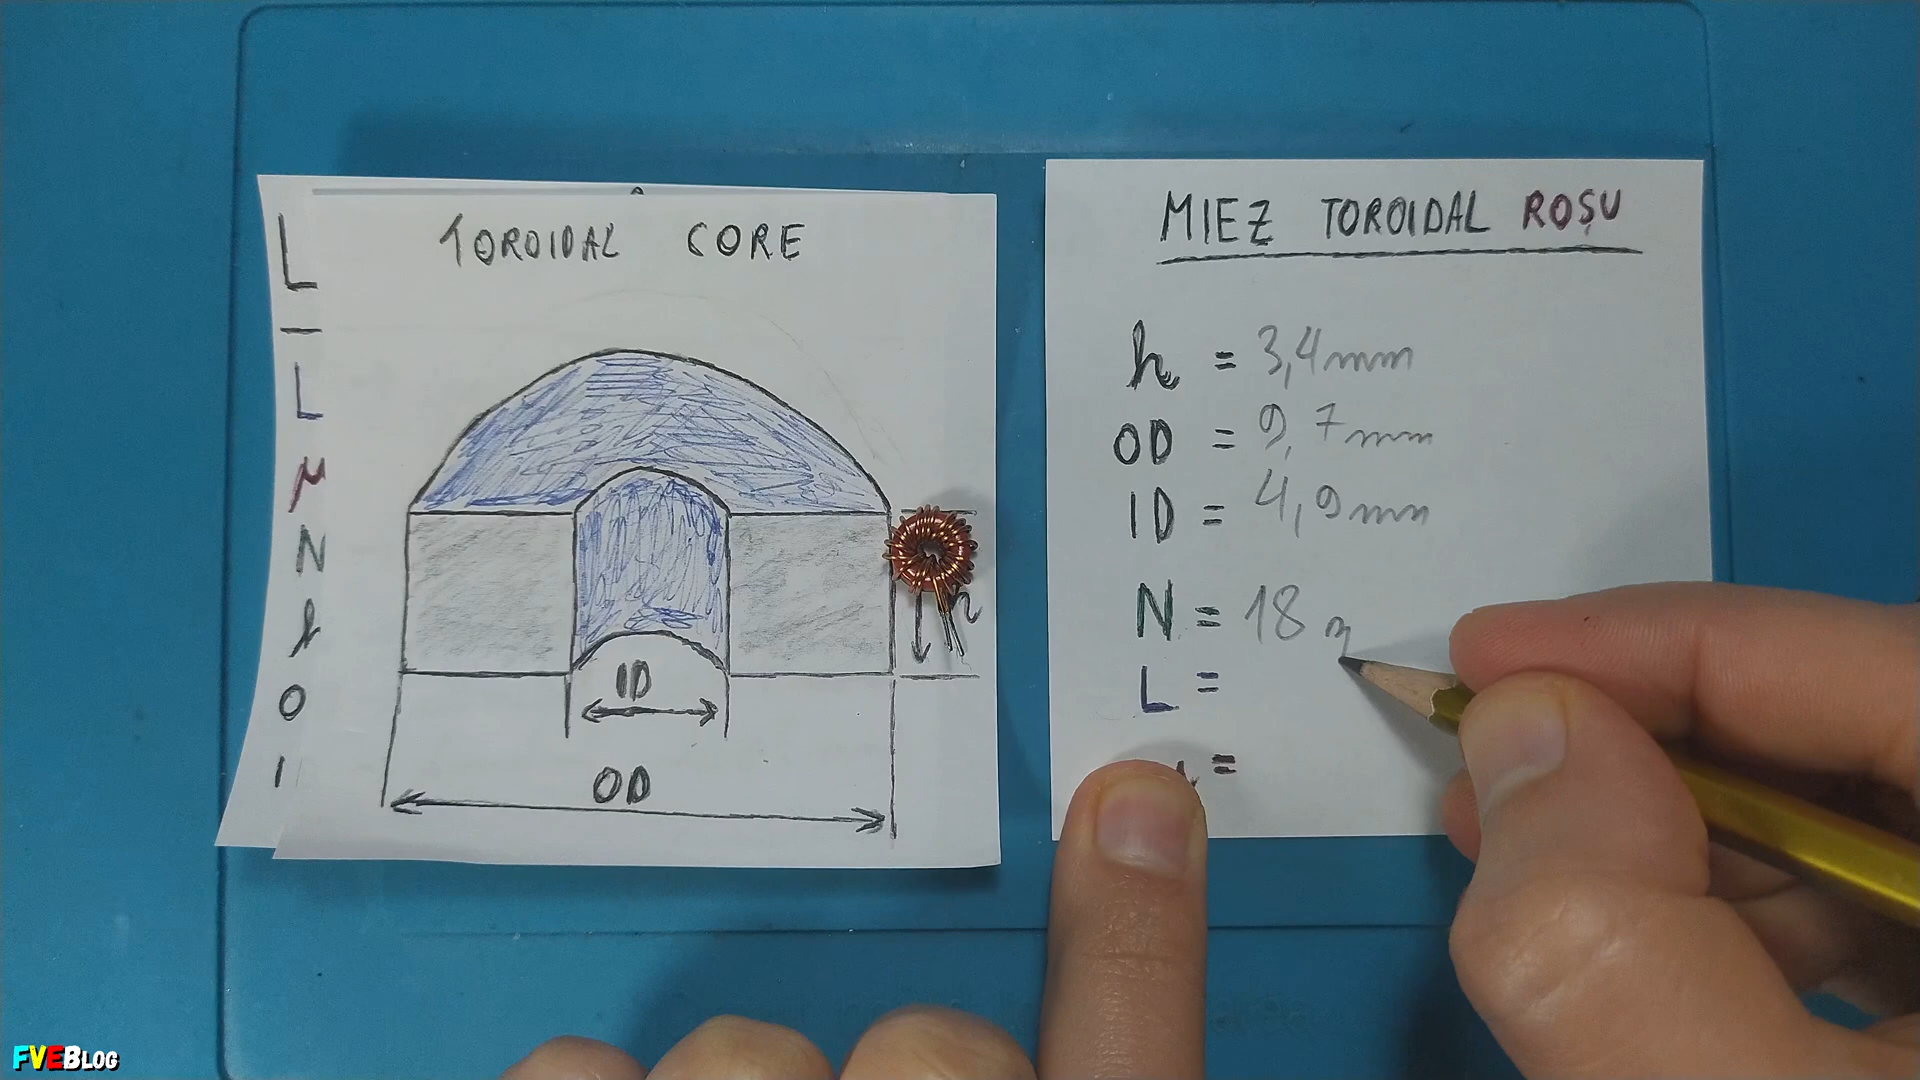 TOROIDAL CORE
L
L
μ
N
O
I
h
ID
OD
MIEZ TOROIDAL ROȘU
h = 3,4mm
OD = 9,7mm
ID = 4,9mm
N = 18
L =
=
FVEBLOG